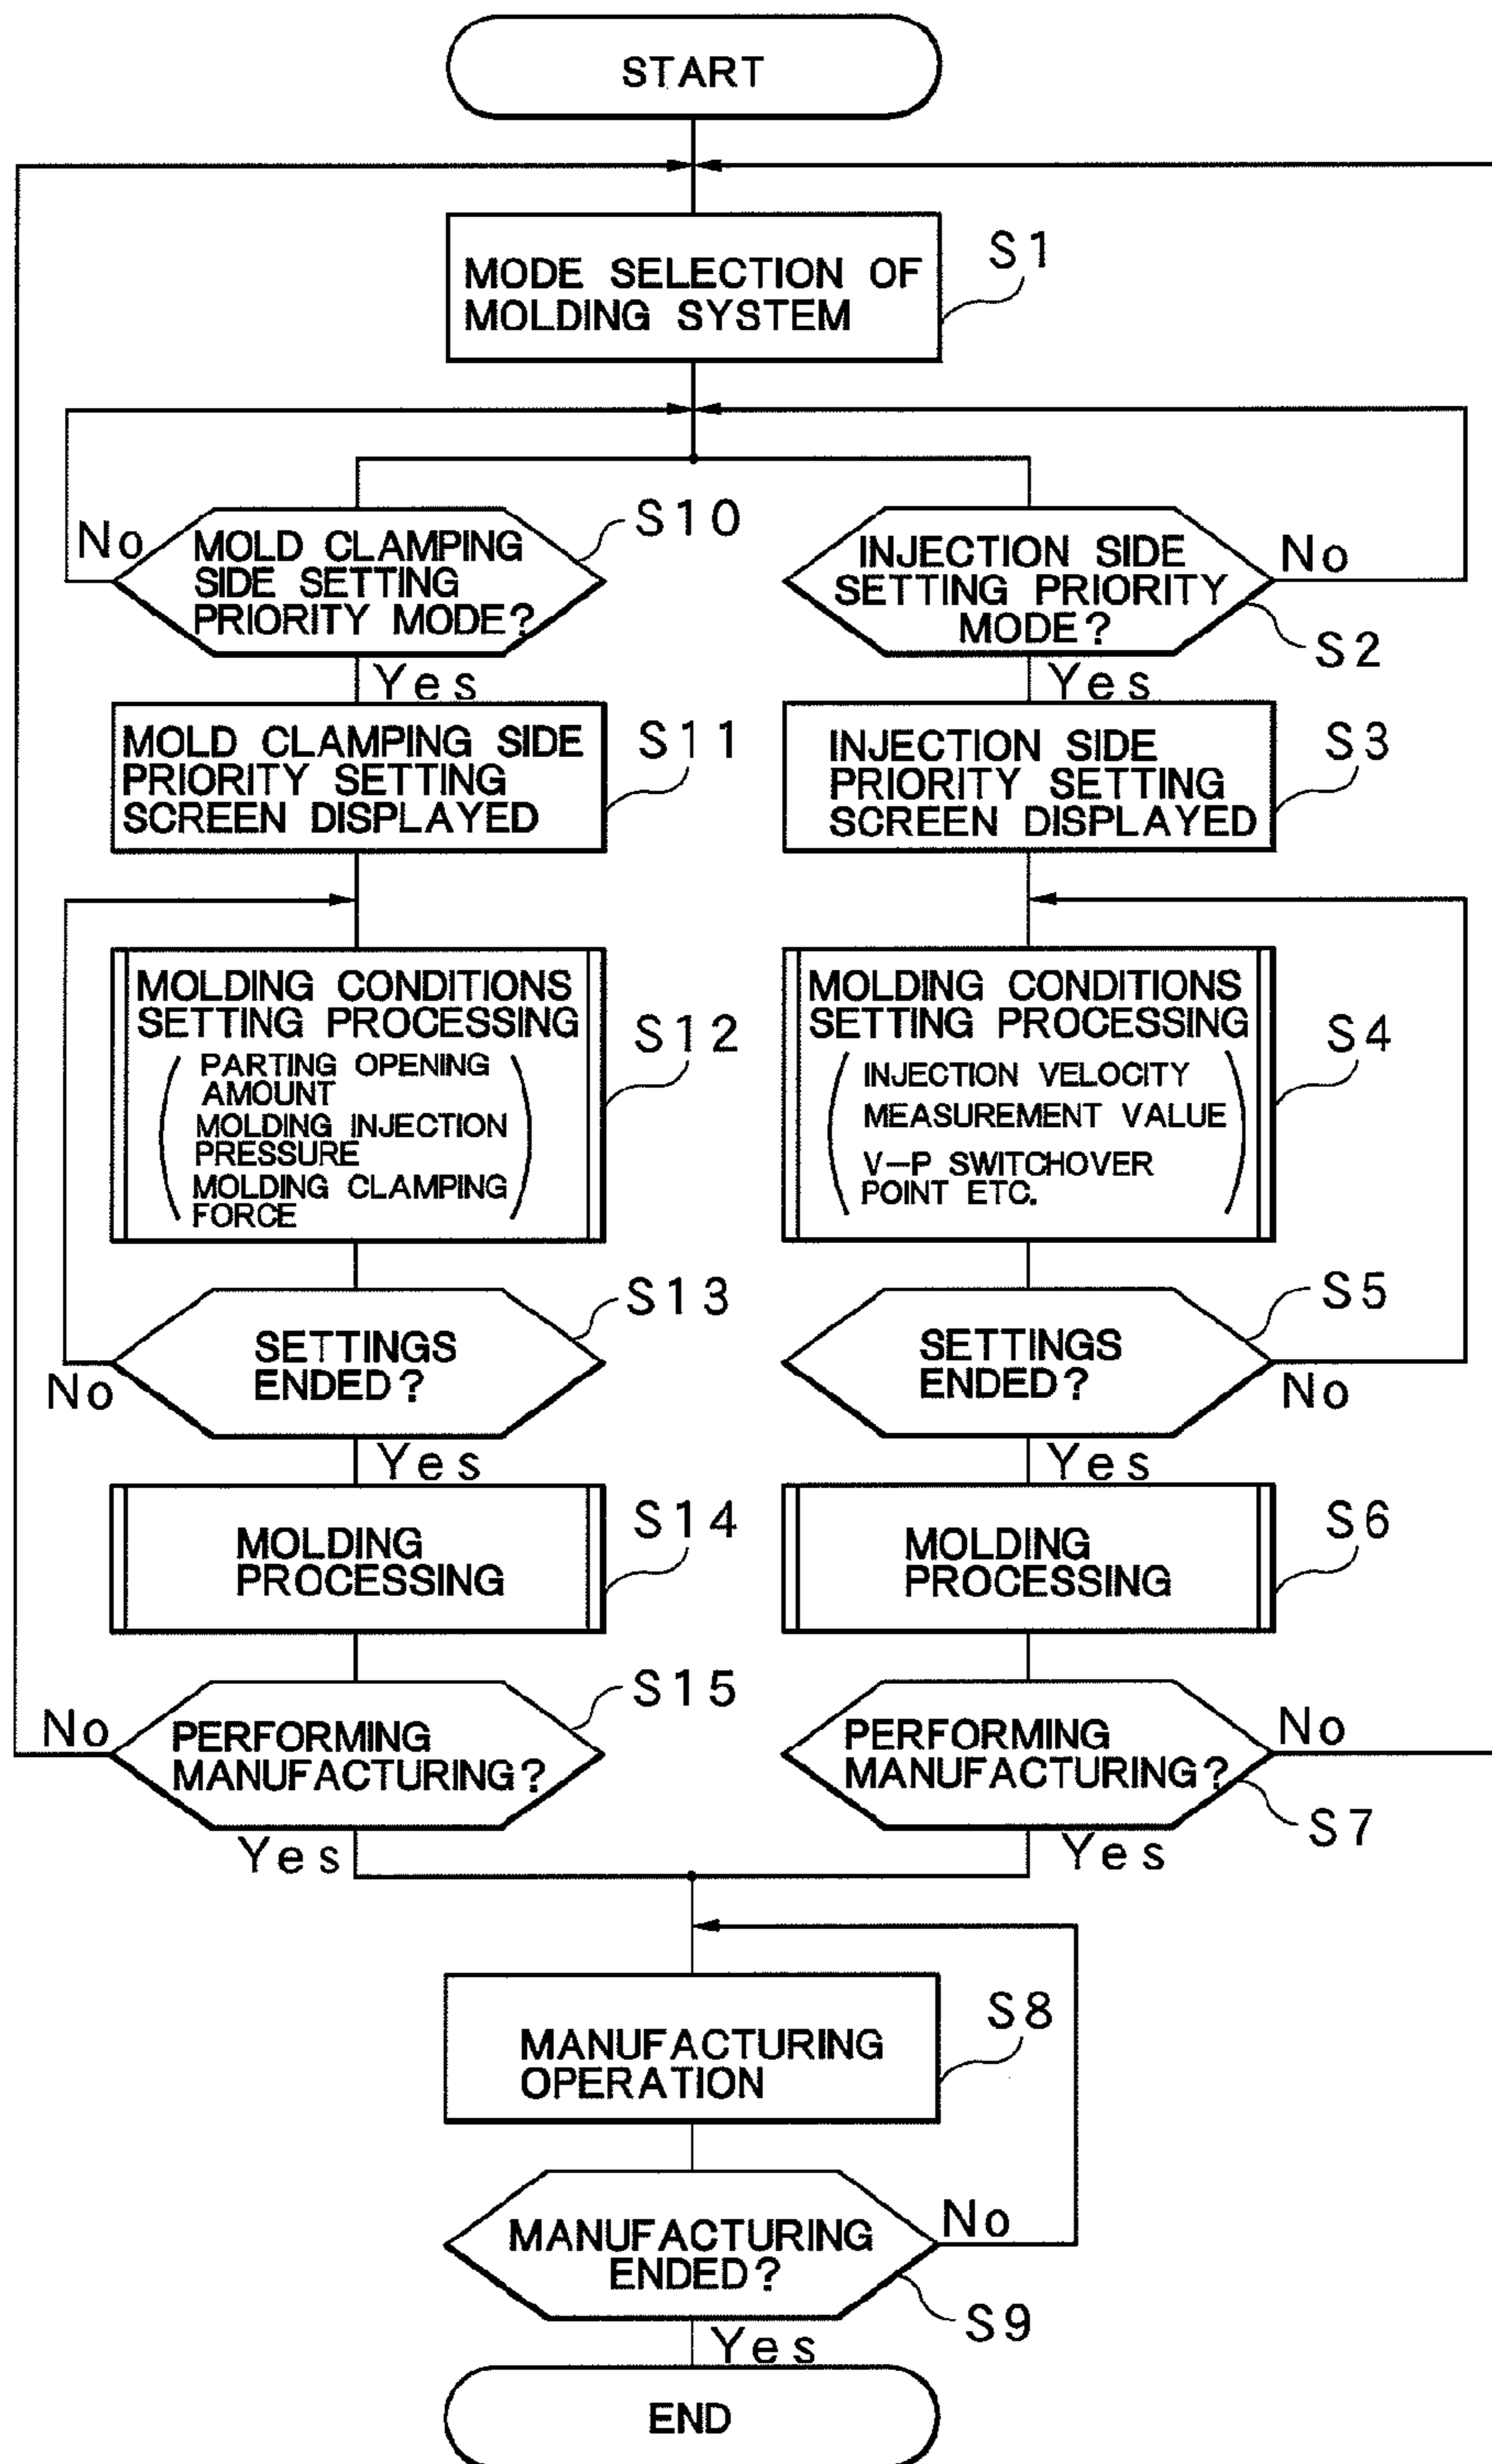 START
MODE SELECTION OF
MOLDING SYSTEM
S1
No
MOLD CLAMPING
SIDE SETTING
PRIORITY MODE?
S10
Yes
INJECTION SIDE
SETTING PRIORITY
MODE?
No
S2
Yes
MOLD CLAMPING SIDE
PRIORITY SETTING
SCREEN DISPLAYED
S11
INJECTION SIDE
PRIORITY SETTING
SCREEN DISPLAYED
S3
MOLDING CONDITIONS
SETTING PROCESSING
PARTING OPENING
AMOUNT
MOLDING INJECTION
PRESSURE
MOLDING CLAMPING
FORCE
S12
MOLDING CONDITIONS
SETTING PROCESSING
INJECTION VELOCITY
MEASUREMENT VALUE
V-P SWITCHOVER
POINT ETC.
S4
SETTINGS
ENDED?
S13
No
Yes
SETTINGS
ENDED?
S5
No
Yes
MOLDING
PROCESSING
S14
MOLDING
PROCESSING
S6
No
PERFORMING
MANUFACTURING?
S15
Yes
PERFORMING
MANUFACTURING?
No
S7
Yes
MANUFACTURING
OPERATION
S8
MANUFACTURING
ENDED?
No
S9
Yes
END